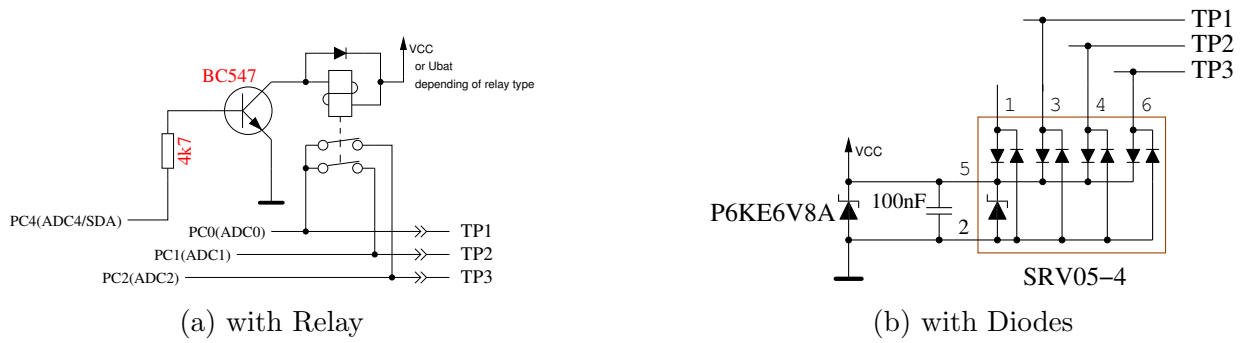 BC547
4k7
VCC
or Ubat
depending of relay type
PC4(ADC4/SDA)
PC0(ADC0)
TP1
PC1(ADC1)
TP2
PC2(ADC2)
TP3
(a) with Relay
TP1
TP2
TP3
1 3 4 6
VCC
5
P6KE6V8A
100nF
2
SRV05−4
(b) with Diodes